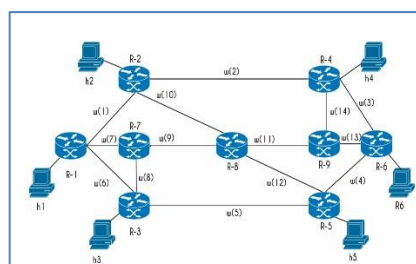 R-2
R-4
h2
w(2)
h4
w(10)
w(1)
w(14)
w(3)
R-7
w(7)
w(9)
w(11)
w(13)
R-1
R-8
R-9
R-6
w(6)
w(8)
w(12)
w(4)
h1
R6
R-3
w(5)
R-5
h3
h5